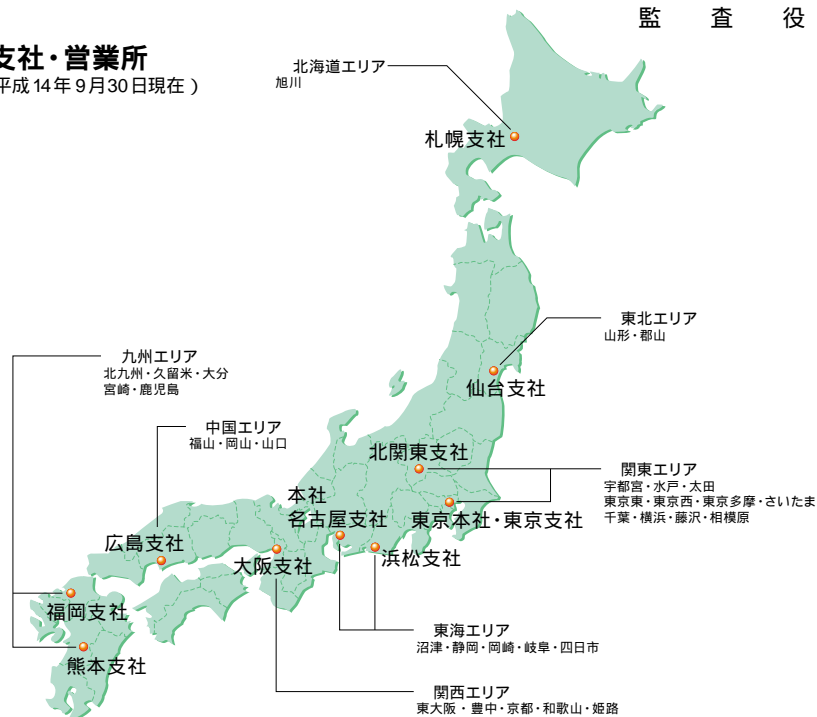 監査役
支社・営業所
平成14年9月30日現在）
北海道エリア
旭川
札幌支社
東北エリア
山形・郡山
仙台支社
九州エリア
北九州・久留米・大分
宮崎・鹿児島
中国エリア
福山・岡山・山口
北関東支社
関東エリア
宇都宮・水戸・太田
東京東・東京西・東京多摩・さいたま
千葉・横浜・藤沢・相模原
本社
名古屋支社
東京本社・東京支社
広島支社
大阪支社
浜松支社
福岡支社
熊本支社
東海エリア
沼津・静岡・岡崎・岐阜・四日市
関西エリア
東大阪・豊中・京都・和歌山・姫路